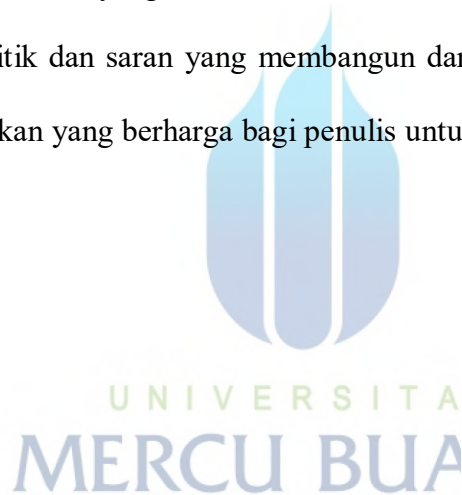 itik dan saran yang membangun dar
kan yang berharga bagi penulis untu
UNIVERSITA
MERCU BUA